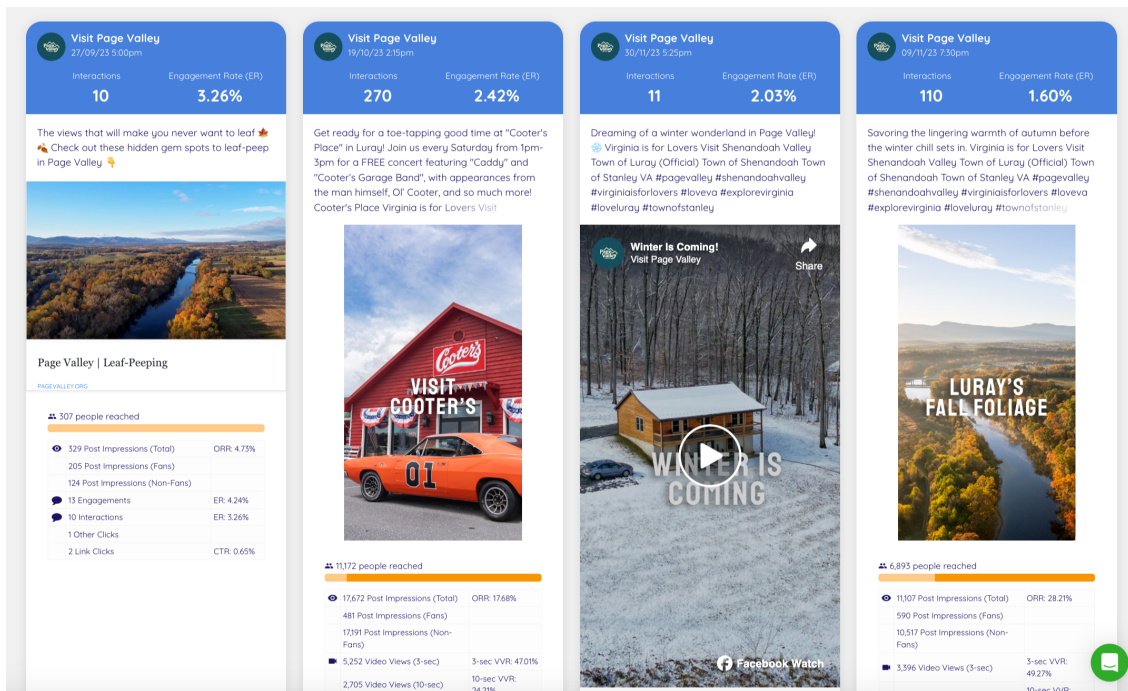 Visit Page Valley
27/09/23 5:00pm
Interactions
Engagement Rate (ER)
10
3.26%
The views that will make you never want to leaf 🍁
🍂 Check out these hidden gem spots to leaf-peep
in Page Valley 👇
Page Valley | Leaf-Peeping
PAGEVALLEY.ORG
307 people reached
329 Post Impressions (Total)
ORR: 4.73%
205 Post Impressions (Fans)
124 Post Impressions (Non-Fans)
13 Engagements
ER: 4.24%
10 Interactions
ER: 3.26%
1 Other Clicks
2 Link Clicks
CTR: 0.65%
Visit Page Valley
19/10/23 2:15pm
Interactions
Engagement Rate (ER)
270
2.42%
Get ready for a toe-tapping good time at "Cooter's
Place" in Luray! Join us every Saturday from 1pm-
3pm for a FREE concert featuring "Caddy" and
"Cooter's Garage Band", with appearances from
the man himself, Ol' Cooter, and so much more!
Cooter's Place Virginia is for Lovers Visit
Cooter's
VISIT
COOTER'S
01
11,172 people reached
17,672 Post Impressions (Total)
ORR: 17.68%
481 Post Impressions (Fans)
17,191 Post Impressions (Non-
Fans)
5,252 Video Views (3-sec)
3-sec VVR: 47.01%
2,705 Video Views (10-sec)
10-sec VVR:
24.21%
Visit Page Valley
30/11/23 5:25pm
Interactions
Engagement Rate (ER)
11
2.03%
Dreaming of a winter wonderland in Page Valley!
❄️ Virginia is for Lovers Visit Shenandoah Valley
Town of Luray (Official) Town of Shenandoah Town
of Stanley VA #pagevalley #shenandoahvalley
#virginiaisforlovers #loveva #explorevirginia
#loveluray #townofstanley
Winter Is Coming!
Visit Page Valley
Share
WINTER IS
COMING
Facebook Watch
Visit Page Valley
09/11/23 7:30pm
Interactions
Engagement Rate (ER)
110
1.60%
Savoring the lingering warmth of autumn before
the winter chill sets in. Virginia is for Lovers Visit
Shenandoah Valley Town of Luray (Official) Town of
Shenandoah Town of Stanley VA #pagevalley
#shenandoahvalley #virginiaisforlovers #loveva
#explorevirginia #loveluray #townofstanley
LURAY'S
FALL FOLIAGE
6,893 people reached
11,107 Post Impressions (Total)
ORR: 28.21%
590 Post Impressions (Fans)
10,517 Post Impressions (Non-
Fans)
3,396 Video Views (3-sec)
3-sec VVR:
49.27%
10-sec VVR: